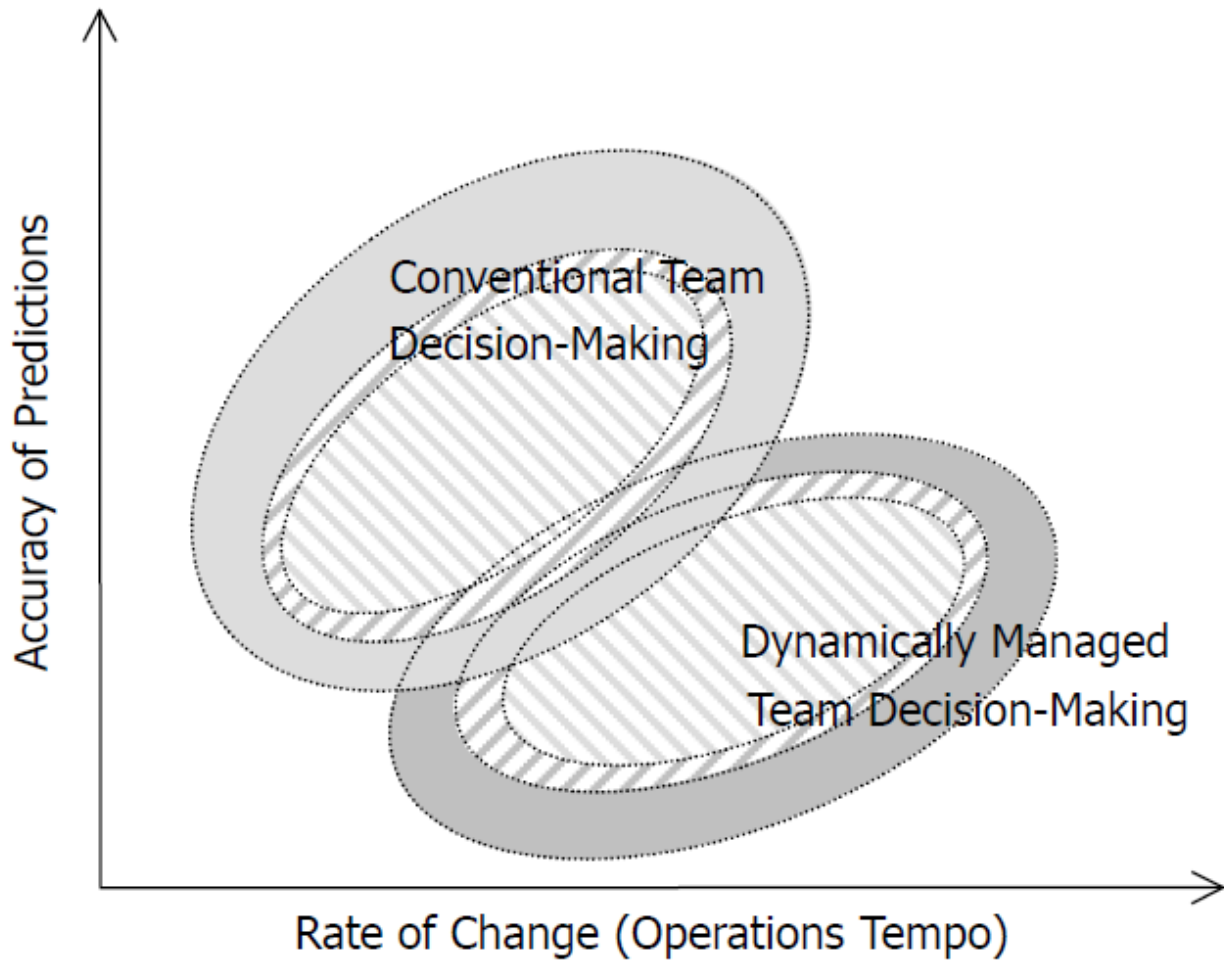 Accuracy of Predictions
Conventional Team
Decision-Making
Dynamically Managed
Team Decision-Making
Rate of Change (Operations Tempo)